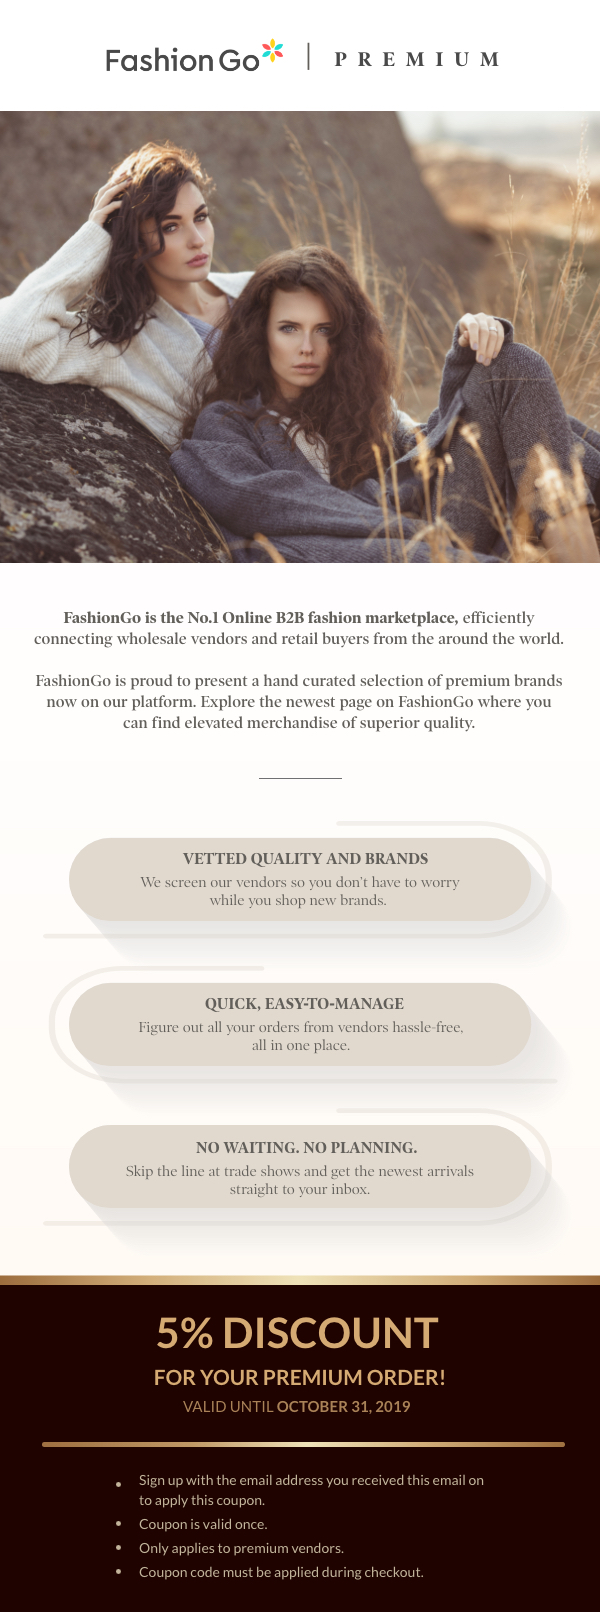 FashionGo | PREMIUM
FashionGo is the No.1 Online B2B fashion marketplace, efficiently
connecting wholesale vendors and retail buyers from the around the world.
FashionGo is proud to present a hand curated selection of premium brands
now on our platform. Explore the newest page on FashionGo where you
can find elevated merchandise of superior quality.
VETTED QUALITY AND BRANDS
We screen our vendors so you don't have to worry
while you shop new brands.
QUICK, EASY-TO-MANAGE
Figure out all your orders from vendors hassle-free,
all in one place.
NO WAITING. NO PLANNING.
Skip the line at trade shows and get the newest arrivals
straight to your inbox.
5% DISCOUNT
FOR YOUR PREMIUM ORDER!
VALID UNTIL OCTOBER 31, 2019
• Sign up with the email address you received this email on
to apply this coupon.
• Coupon is valid once.
• Only applies to premium vendors.
• Coupon code must be applied during checkout.